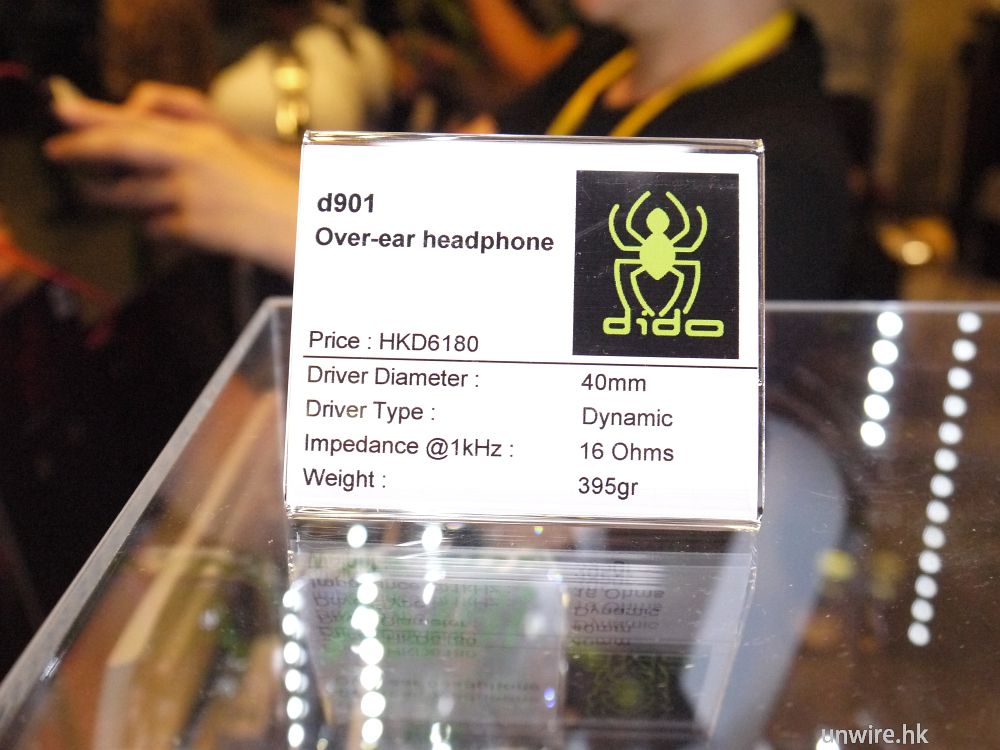 d901
Over-ear headphone
dido
Price : HKD6180
Driver Diameter : 40mm
Driver Type : Dynamic
Impedance @1kHz : 16 Ohms
Weight : 395gr
unwire.hk